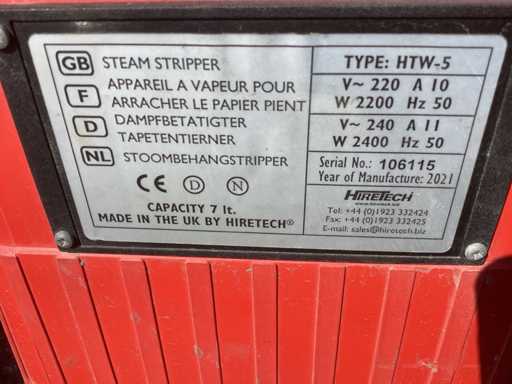 GB STEAM STRIPPER
F APPAREIL A VAPEUR POUR
ARRACHER LE PAPIER PIENT
D DAMPFBETATIGTER
TAPETENTIERNER
NL STOOMBEHANGSTRIPPER
CE D N
CAPACITY 7 lt.
MADE IN THE UK BY HIRETECH®
TYPE: HTW-5
V~ 220 A 10
W 2200 Hz 50
V~ 240 A 11
W 2400 Hz 50
Serial No.: 106115
Year of Manufacture: 2021
HIRETECH
www.hiretech.biz
Tel: +44 (0)1923 332424
Fax: +44 (0)1923 332425
E-mail: sales@hiretech.biz